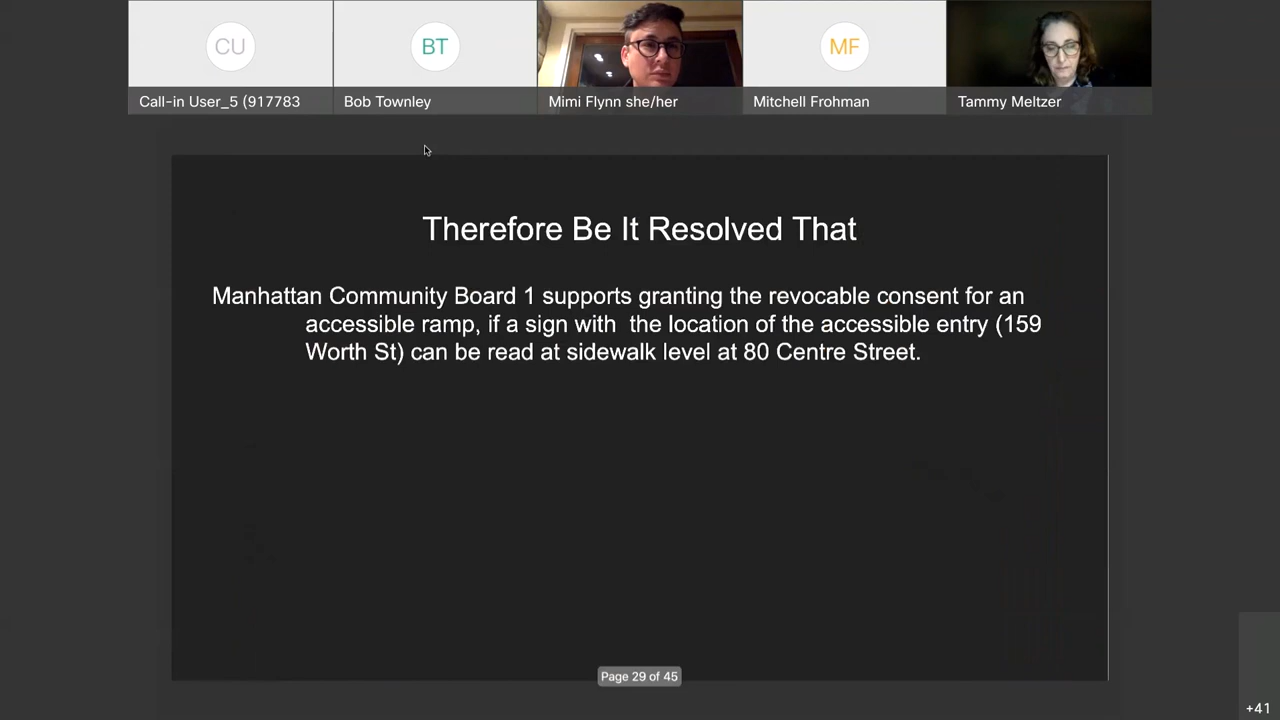 CU
BT
MF
Call-in User_5 (917783
Bob Townley
Mimi Flynn she/her
Mitchell Frohman
Tammy Meltzer
Therefore Be It Resolved That
Manhattan Community Board 1 supports granting the revocable consent for an
accessible ramp, if a sign with  the location of the accessible entry (159
Worth St) can be read at sidewalk level at 80 Centre Street.
Page 29 of 45
+41